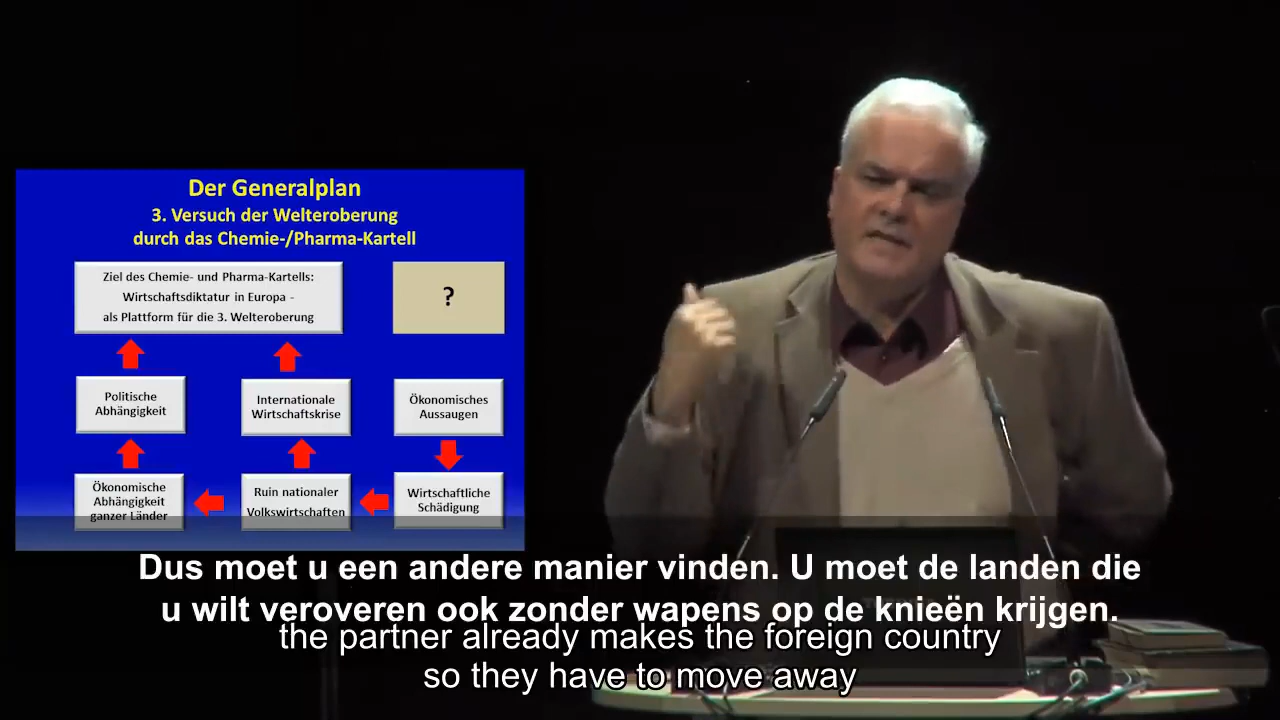 Der Generalplan
3. Versuch der Welteroberung
durch das Chemie-/Pharma-Kartell
Ziel des Chemie- und Pharma-Kartells:
Wirtschaftsdiktatur in Europa -
als Plattform für die 3. Welteroberung
?
Politische
Abhängigkeit
Internationale
Wirtschaftskrise
Ökonomisches
Aussaugen
Ökonomische
Abhängigkeit
ganzer Länder
Ruin nationaler
Volkswirtschaften
Wirtschaftliche
Schädigung
Dus moet u een andere manier vinden. U moet de landen die
u wilt veroveren ook zonder wapens op de knieën krijgen.
the partner already makes the foreign country
so they have to move away